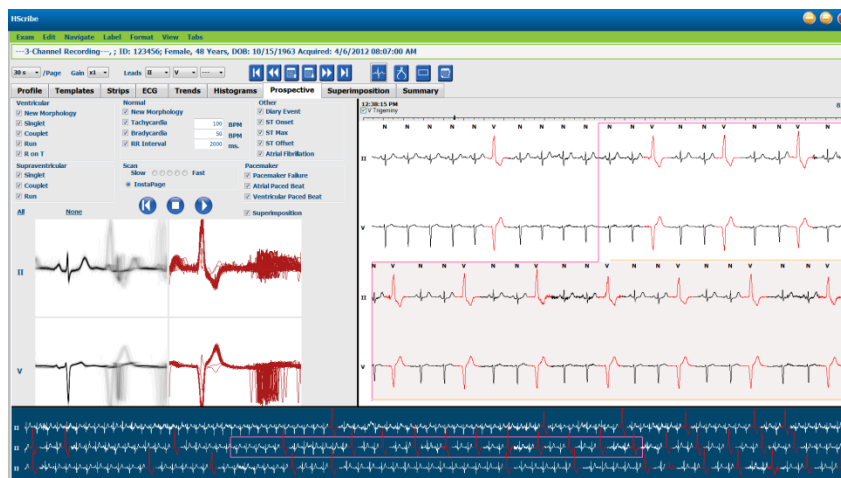 HScribe
Exam Edit Navigate Label Format View Tabs
---3-Channel Recording---, ; ID: 123456; Female, 48 Years, DOB: 10/15/1963 Acquired: 4/6/2012 08:07:00 AM
30 s /Page Gain x1 Leads II V ---
Profile Templates Strips ECG Trends Histograms Prospective Superimposition Summary
Ventricular Normal Other
New Morphology New Morphology Diary Event
Singlet Tachycardia 100 BPM ST Onset
Couplet Bradycardia 50 BPM ST Max
Run RR Interval 2000 ms. ST Offset
R on T Atrial Fibrillation
Supraventricular Scan Pacemaker
Singlet Slow Fast Pacemaker Failure
Couplet InstaPage Atrial Paced Beat
Run Ventricular Paced Beat
All None Superimposition
II
V
12:38:15 PM 8
V Trigeminy
N N V N N N N N N V N N V N N V N
II
V
N V N N V N N V N N V N N V N N V N N V
II
V
II
II
II